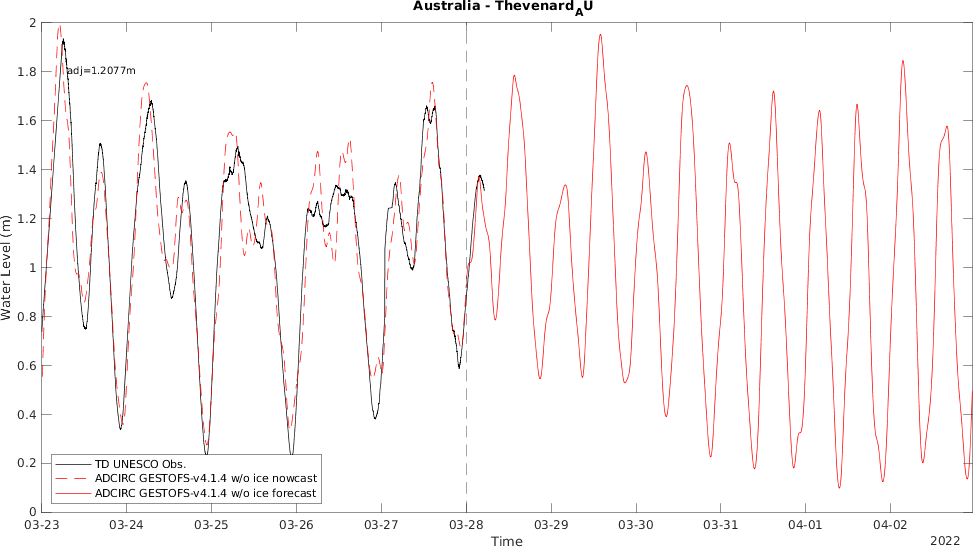 Australia - Thevenard_AU
adj=1.2077m
2
1.8
1.6
1.4
1.2
1
0.8
0.6
0.4
0.2
0
Water Level (m)
TD UNESCO Obs.
ADCIRC GESTOFS-v4.1.4 w/o ice nowcast
ADCIRC GESTOFS-v4.1.4 w/o ice forecast
03-23 03-24 03-25 03-26 03-27 03-28 03-29 03-30 03-31 04-01 04-02
Time
2022